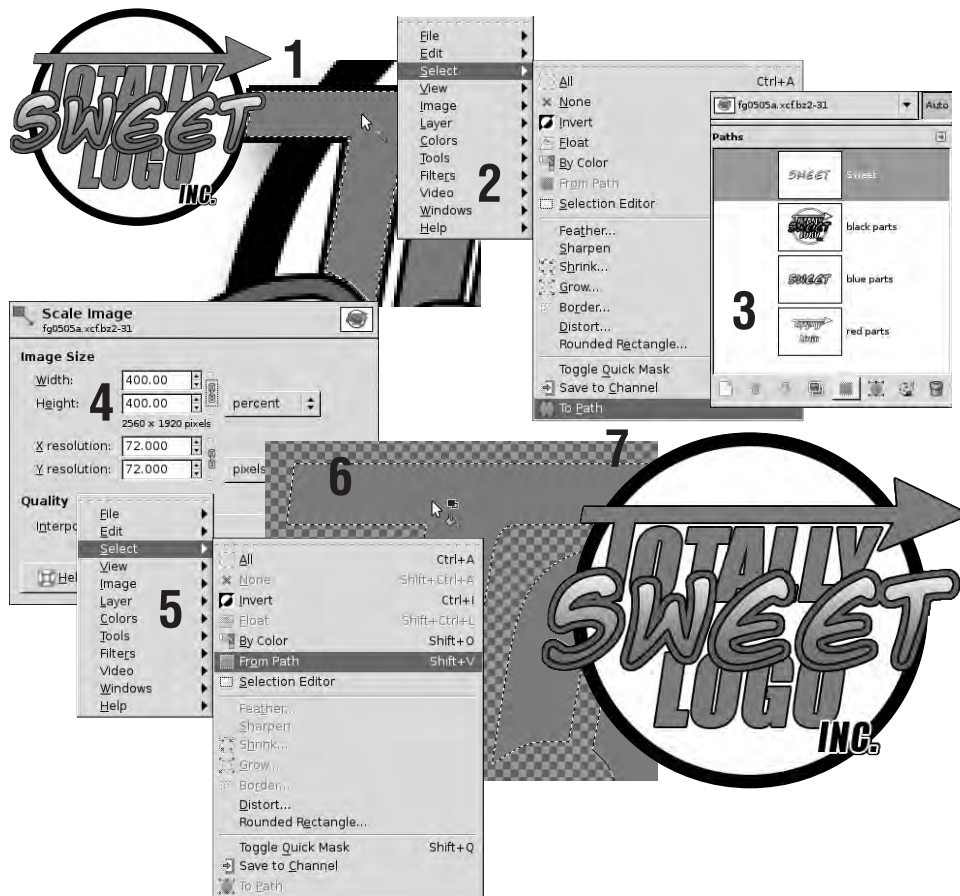 TOTALLY
SWEET
LOGO
INC.
1
File
Edit
Select
View
Image
Layer
Colors
Tools
Filters
Video
Windows
Help
2
All Ctrl+A
None
Invert
Float
By Color
From Path
Selection Editor
Feather...
Sharpen
Shrink...
Grow...
Border...
Distort...
Rounded Rectangle...
Toggle Quick Mask
Save to Channel
To Path
fg0505a.xcf.bz2-31 Auto
Paths
SWEET Sweet
black parts
SWEET blue parts
red parts
3
Scale Image
fg0505a.xcf.bz2-31
Image Size
Width: 400.00
Height: 400.00 percent
2560 x 1920 pixels
X resolution: 72.000
Y resolution: 72.000 pixels
Quality
Interpo
Hel
4
File
Edit
Select
View
Image
Layer
Colors
Tools
Filters
Video
Windows
Help
5
All Ctrl+A
None Shift+Ctrl+A
Invert Ctrl+I
Float Shift+Ctrl+L
By Color Shift+O
From Path Shift+V
Selection Editor
Feather...
Sharpen
Shrink...
Grow...
Border...
Distort...
Rounded Rectangle...
Toggle Quick Mask Shift+Q
Save to Channel
To Path
6
7
TOTALLY
SWEET
LOGO
INC.